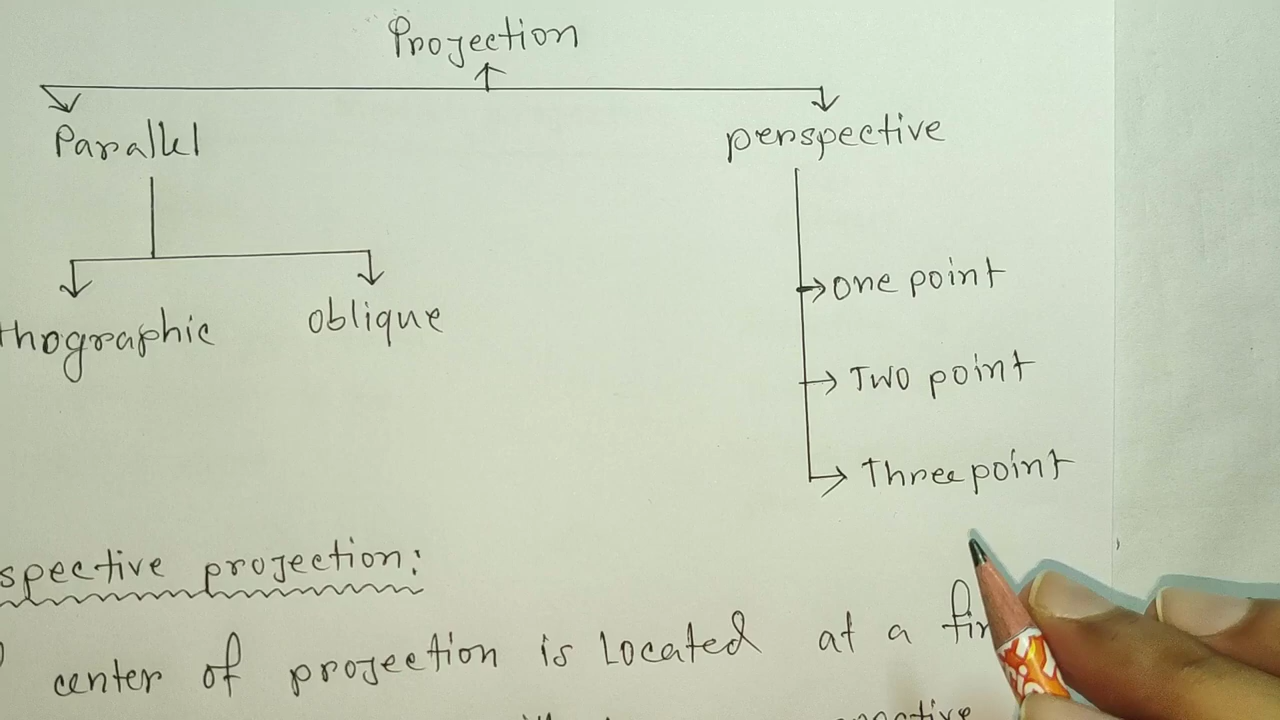 Projection
Parallel perspective
one point
thographic oblique
Two point
Three point
spective projection:
center of projection is located at a fin